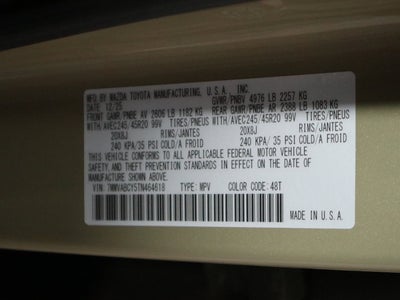 MFD. BY MAZDA TOYOTA MANUFACTURING, U.S.A., INC.
DATE: 12/25 GVWR/PNBV 4976 LB 2257 KG
FRONT GAWR/PNBE AV 2606 LB 1182 KG REAR GAWR/PNBE AR 2388 LB 1083 KG
WITH/AVEC245/45R20 99V TIRES/PNEUS WITH/AVEC245/45R20 99V TIRES/PNEUS
20X8J RIMS/JANTES 20X8J RIMS/JANTES
240 KPA/35 PSI COLD/A FROID 240 KPA/35 PSI COLD/A FROID
THIS VEHICLE CONFORMS TO ALL APPLICABLE FEDERAL MOTOR VEHICLE
SAFETY, AND THEFT PREVENTION STANDARDS IN EFFECT ON THE DATE OF
MANUFACTURE SHOWN ABOVE.
VIN: 7MMVABCY5TN464618 TYPE: MPV COLOR CODE: 48T
MADE IN U.S.A.